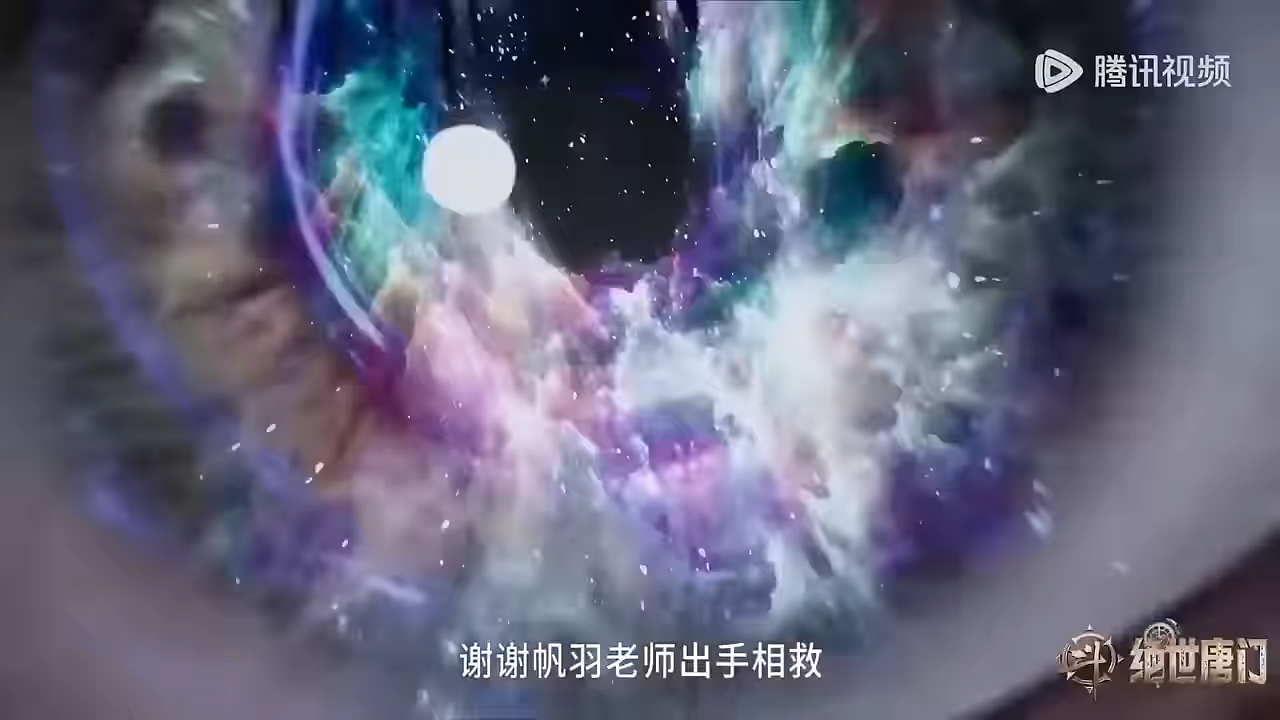 腾讯视频
谢谢帆羽老师出手相救
斗 绝世唐门